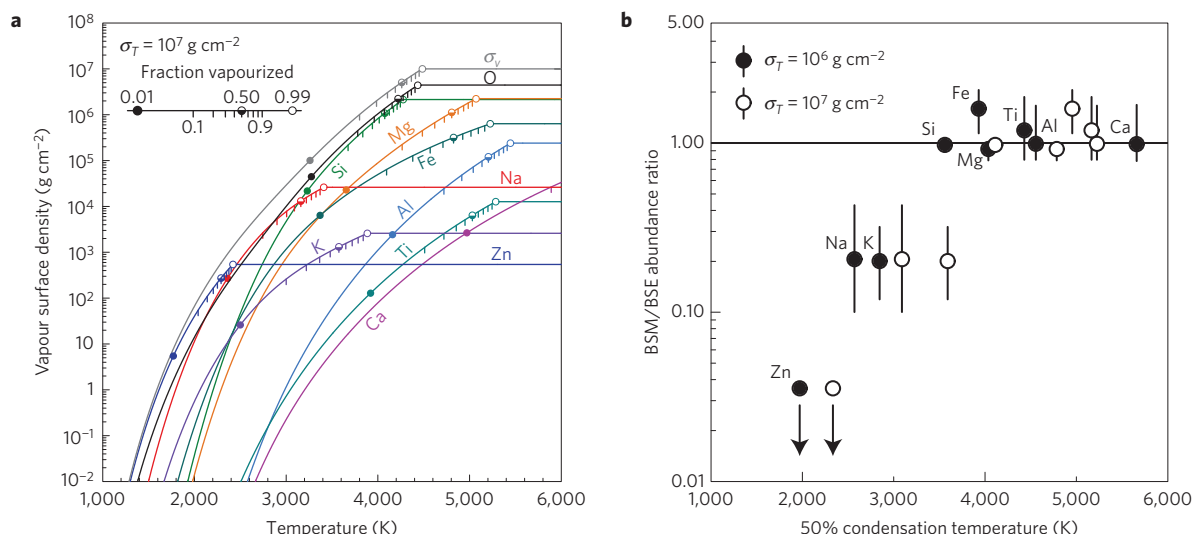 a
σT = 10⁷ g cm⁻²
Fraction vapourized
0.01 0.50 0.99
0.1 0.9
σv
O
Si
Mg
Fe
Na
Al
K
Ti
Zn
Ca
10⁸
10⁷
10⁶
10⁵
10⁴
10³
10²
10
1
10⁻¹
10⁻²
Vapour surface density (g cm⁻²)
1,000 2,000 3,000 4,000 5,000 6,000
Temperature (K)
b
σT = 10⁶ g cm⁻²
σT = 10⁷ g cm⁻²
Fe
Ti
Si
Mg
Al
Ca
Na
K
Zn
5.00
1.00
0.10
0.01
BSM/BSE abundance ratio
1,000 2,000 3,000 4,000 5,000 6,000
50% condensation temperature (K)